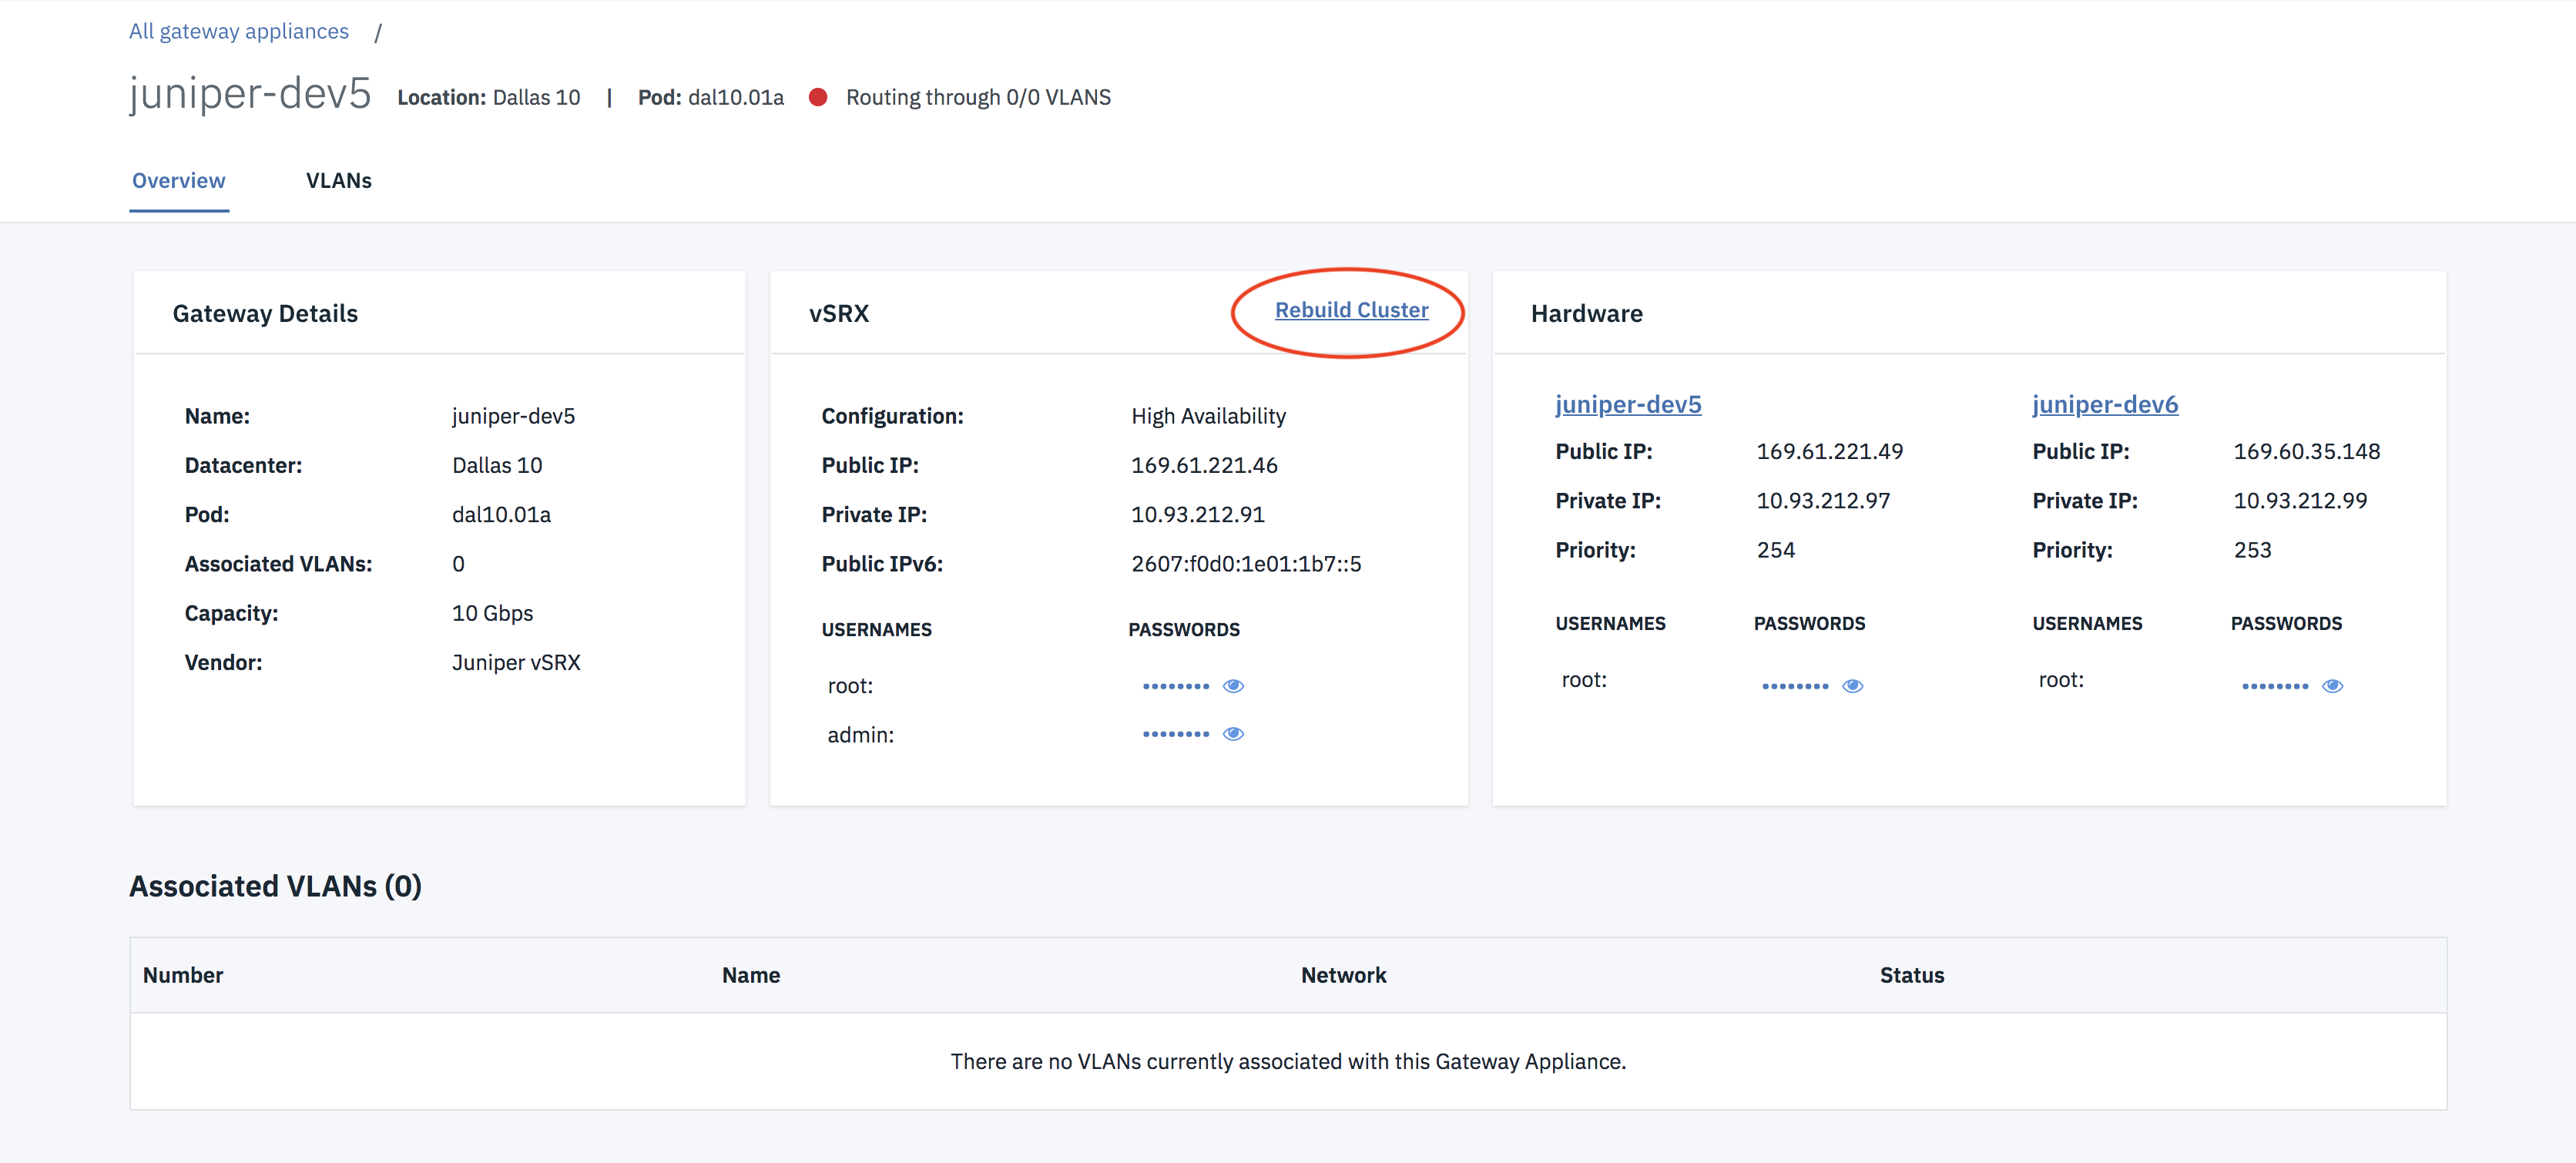 All gateway appliances /
juniper-dev5 Location: Dallas 10 | Pod: dal10.01a Routing through 0/0 VLANS
Overview VLANs
Gateway Details
Name: juniper-dev5
Datacenter: Dallas 10
Pod: dal10.01a
Associated VLANs: 0
Capacity: 10 Gbps
Vendor: Juniper vSRX
vSRX Rebuild Cluster
Configuration: High Availability
Public IP: 169.61.221.46
Private IP: 10.93.212.91
Public IPv6: 2607:f0d0:1e01:1b7::5
USERNAMES PASSWORDS
root: ••••••••
admin: ••••••••
Hardware
juniper-dev5
Public IP: 169.61.221.49
Private IP: 10.93.212.97
Priority: 254
USERNAMES PASSWORDS
root: ••••••••
juniper-dev6
Public IP: 169.60.35.148
Private IP: 10.93.212.99
Priority: 253
USERNAMES PASSWORDS
root: ••••••••
Associated VLANs (0)
Number Name Network Status
There are no VLANs currently associated with this Gateway Appliance.